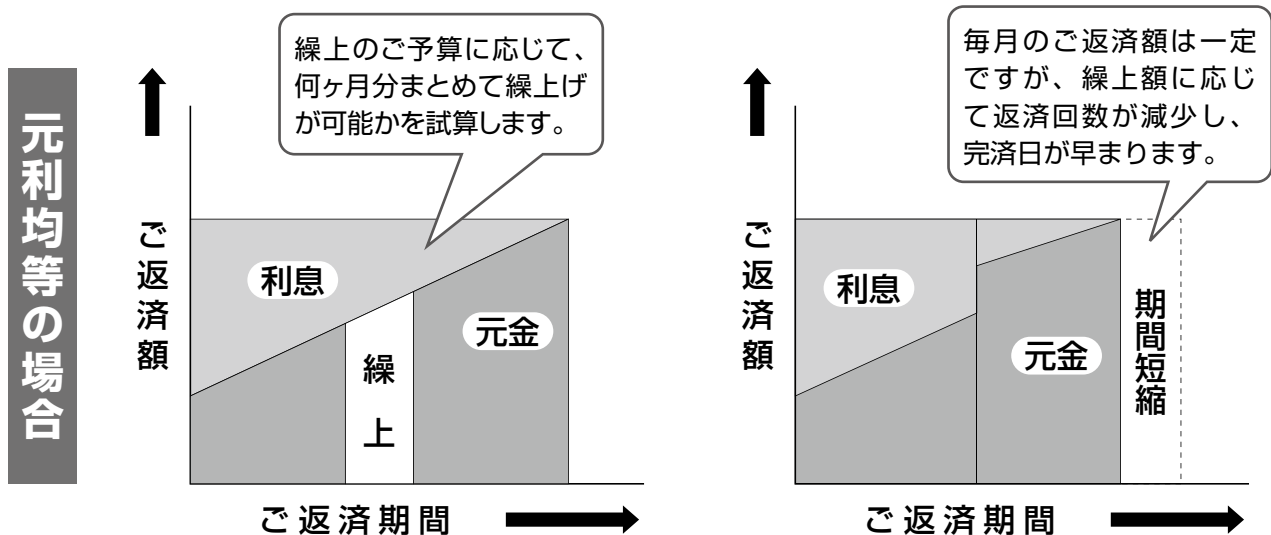 元利均等の場合
繰上のご予算に応じて、
何ヶ月分まとめて繰上げ
が可能かを試算します。
ご返済額
利息
元金
繰上
ご返済期間
毎月のご返済額は一定
ですが、繰上額に応じ
て返済回数が減少し、
完済日が早まります。
ご返済額
利息
元金
期間短縮
ご返済期間